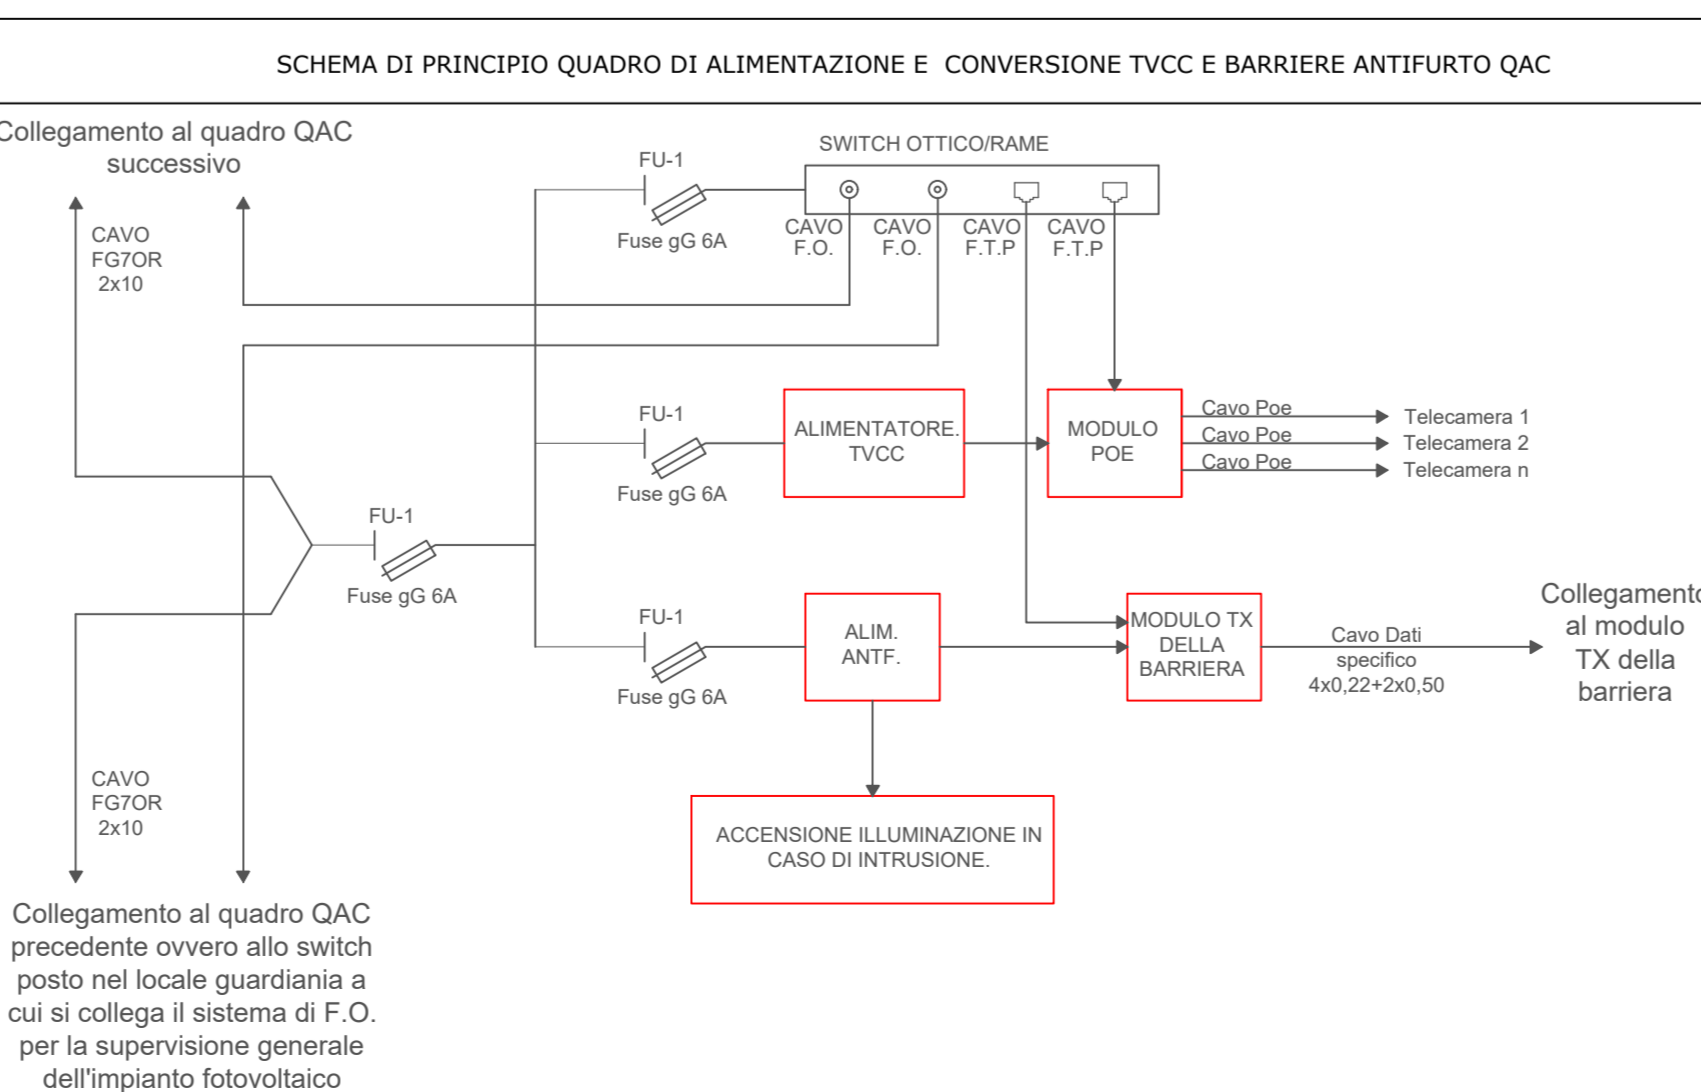 SCHEMA DI PRINCIPIO QUADRO DI ALIMENTAZIONE E CONVERSIONE TVCC E BARRIERE ANTIFURTO QAC
Collegamento al quadro QAC
successivo
CAVO
FG7OR
2x10
FU-1
Fuse gG 6A
SWITCH OTTICO/RAME
CAVO
F.O.
CAVO
F.O.
CAVO
F.T.P
CAVO
F.T.P
FU-1
Fuse gG 6A
ALIMENTATORE.
TVCC
MODULO
POE
Cavo Poe
Telecamera 1
Cavo Poe
Telecamera 2
Cavo Poe
Telecamera n
FU-1
Fuse gG 6A
FU-1
Fuse gG 6A
ALIM.
ANTF.
MODULO TX
DELLA
BARRIERA
Cavo Dati
specifico
4x0,22+2x0,50
Collegamento
al modulo
TX della
barriera
CAVO
FG7OR
2x10
ACCENSIONE ILLUMINAZIONE IN
CASO DI INTRUSIONE.
Collegamento al quadro QAC
precedente ovvero allo switch
posto nel locale guardiania a
cui si collega il sistema di F.O.
per la supervisione generale
dell'impianto fotovoltaico